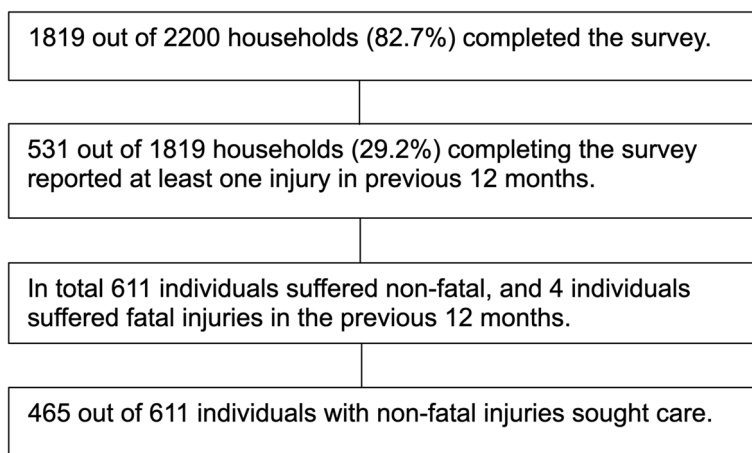 1819 out of 2200 households (82.7%) completed the survey.
531 out of 1819 households (29.2%) completing the survey
reported at least one injury in previous 12 months.
In total 611 individuals suffered non-fatal, and 4 individuals
suffered fatal injuries in the previous 12 months.
465 out of 611 individuals with non-fatal injuries sought care.